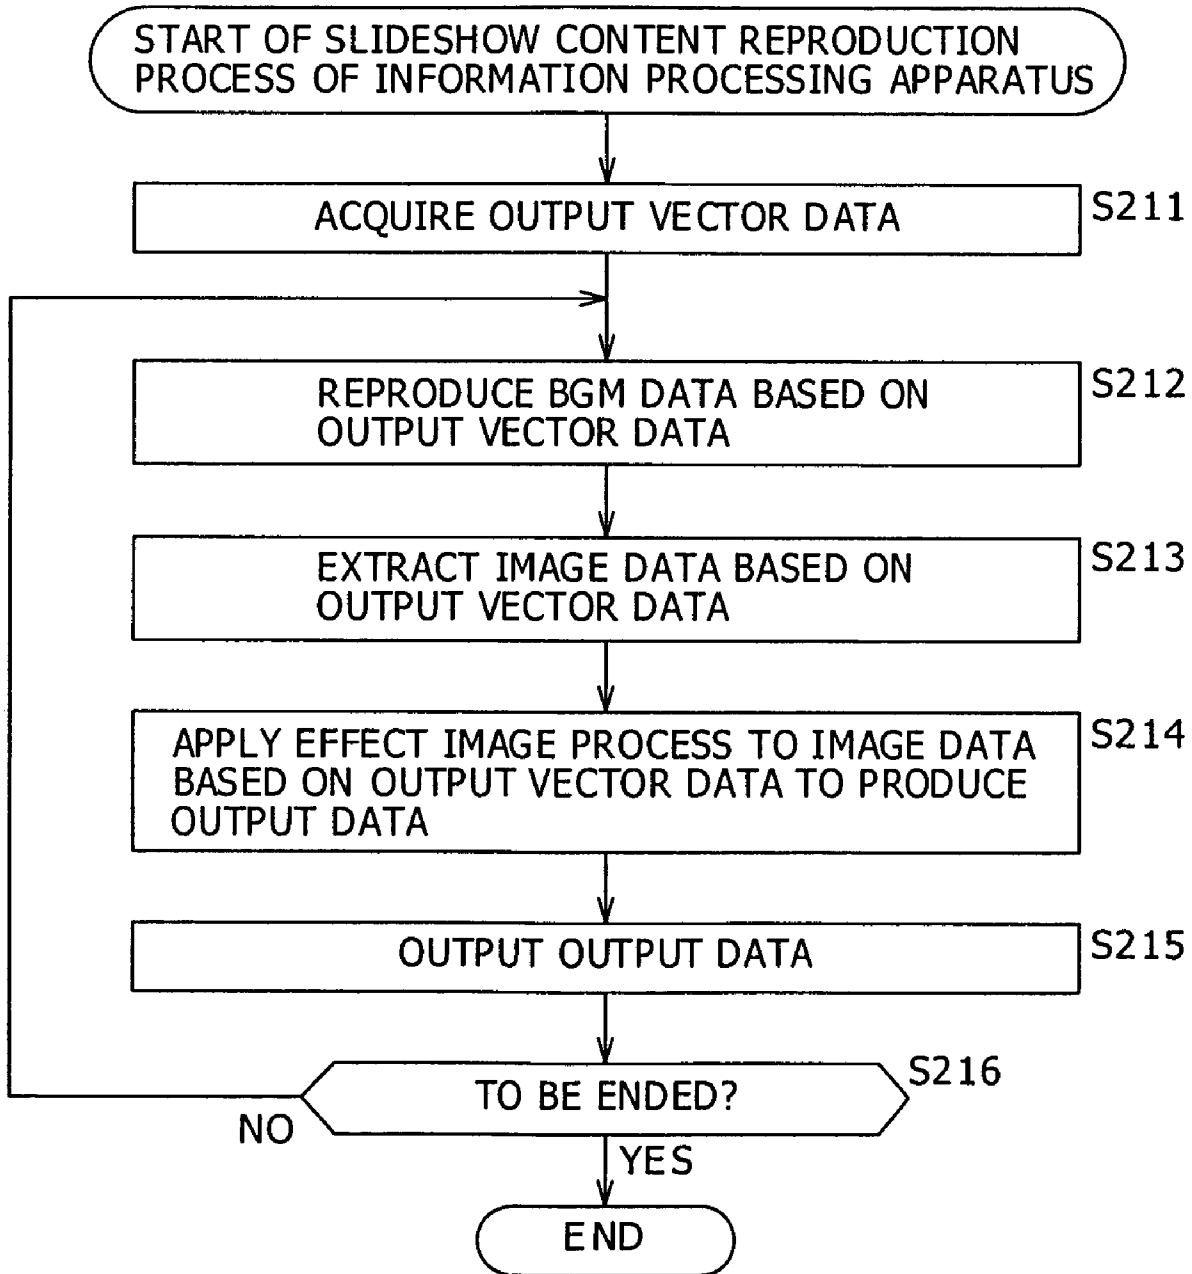 START OF SLIDESHOW CONTENT REPRODUCTION
PROCESS OF INFORMATION PROCESSING APPARATUS
ACQUIRE OUTPUT VECTOR DATA
S211
REPRODUCE BGM DATA BASED ON
OUTPUT VECTOR DATA
S212
EXTRACT IMAGE DATA BASED ON
OUTPUT VECTOR DATA
S213
APPLY EFFECT IMAGE PROCESS TO IMAGE DATA
BASED ON OUTPUT VECTOR DATA TO PRODUCE
OUTPUT DATA
S214
OUTPUT OUTPUT DATA
S215
TO BE ENDED?
S216
NO
YES
END